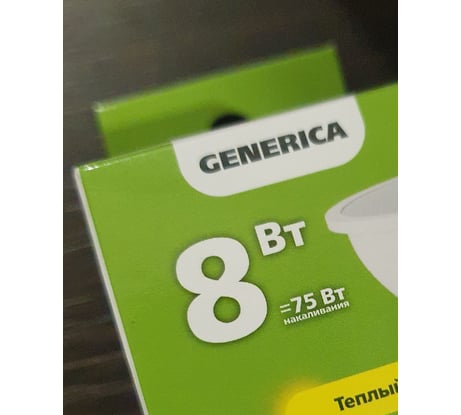 GENERICA
8 Вт
=75 Вт
накаливания
Теплый